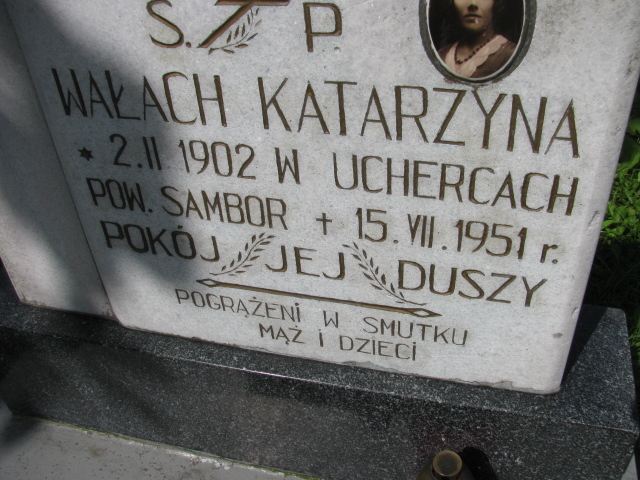 S. P.
WAŁACH KATARZYNA
* 2.II 1902 W UCHERCACH
POW. SAMBOR + 15.VII.1951 r.
POKÓJ JEJ DUSZY
POGRĄŻENI W SMUTKU
MĄŻ I DZIECI